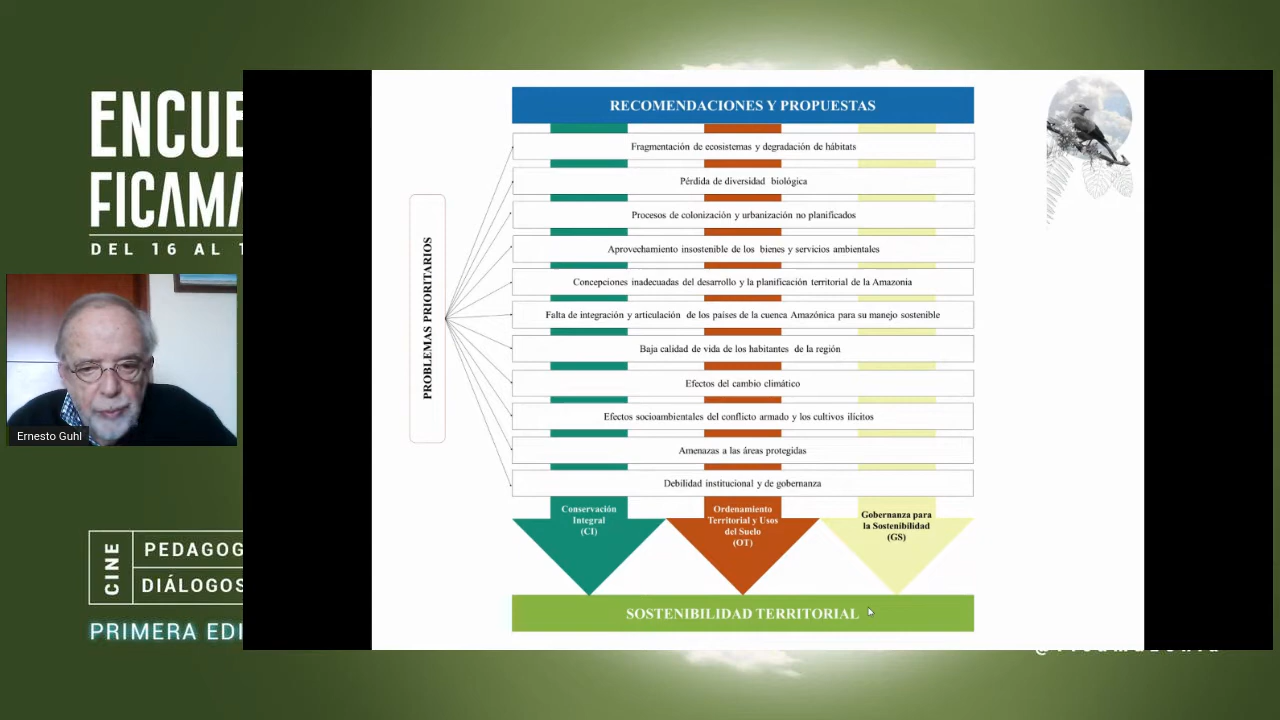 ENCUE
FICAMA
DEL 16 AL 1
Ernesto Guhl
CINE
PEDAGOG
DIÁLOGOS
PRIMERA EDI
RECOMENDACIONES Y PROPUESTAS
PROBLEMAS PRIORITARIOS
Fragmentación de ecosistemas y degradación de hábitats
Pérdida de diversidad biológica
Procesos de colonización y urbanización no planificados
Aprovechamiento insostenible de los bienes y servicios ambientales
Concepciones inadecuadas del desarrollo y la planificación territorial de la Amazonia
Falta de integración y articulación de los países de la cuenca Amazónica para su manejo sostenible
Baja calidad de vida de los habitantes de la región
Efectos del cambio climático
Efectos socioambientales del conflicto armado y los cultivos ilícitos
Amenazas a las áreas protegidas
Debilidad institucional y de gobernanza
Conservación
Integral
(CI)
Ordenamiento
Territorial y Usos
del Suelo
(OT)
Gobernanza para
la Sostenibilidad
(GS)
SOSTENIBILIDAD TERRITORIAL